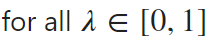 for all λ ∈ [0, 1]